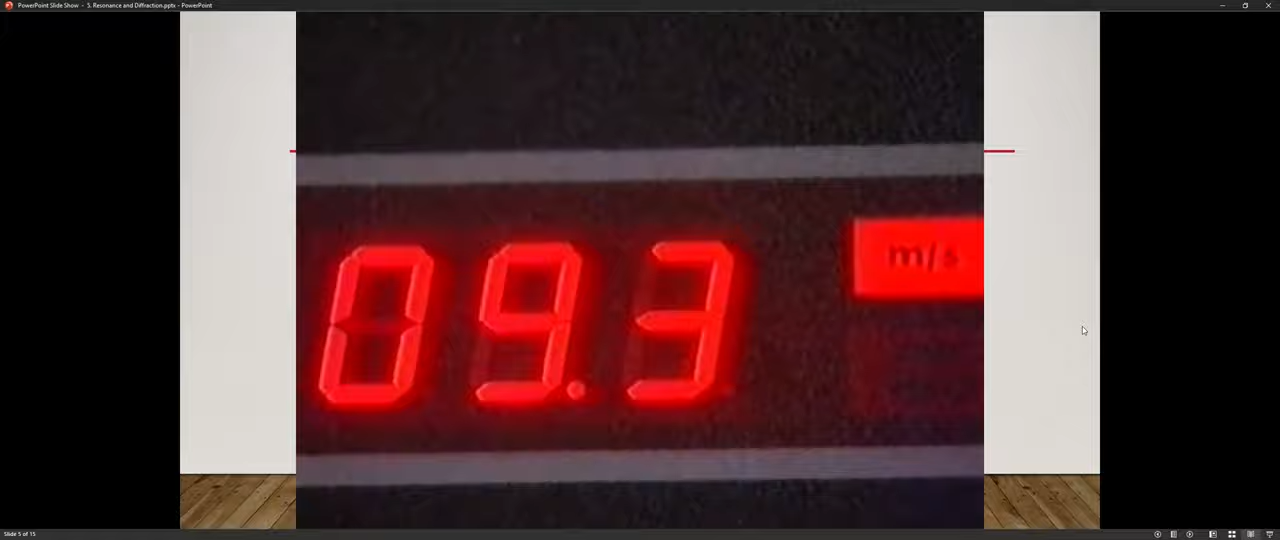 PowerPoint Slide Show - 5. Resonance and Diffraction.pptx - PowerPoint
09.3
m/s
Slide 5 of 15